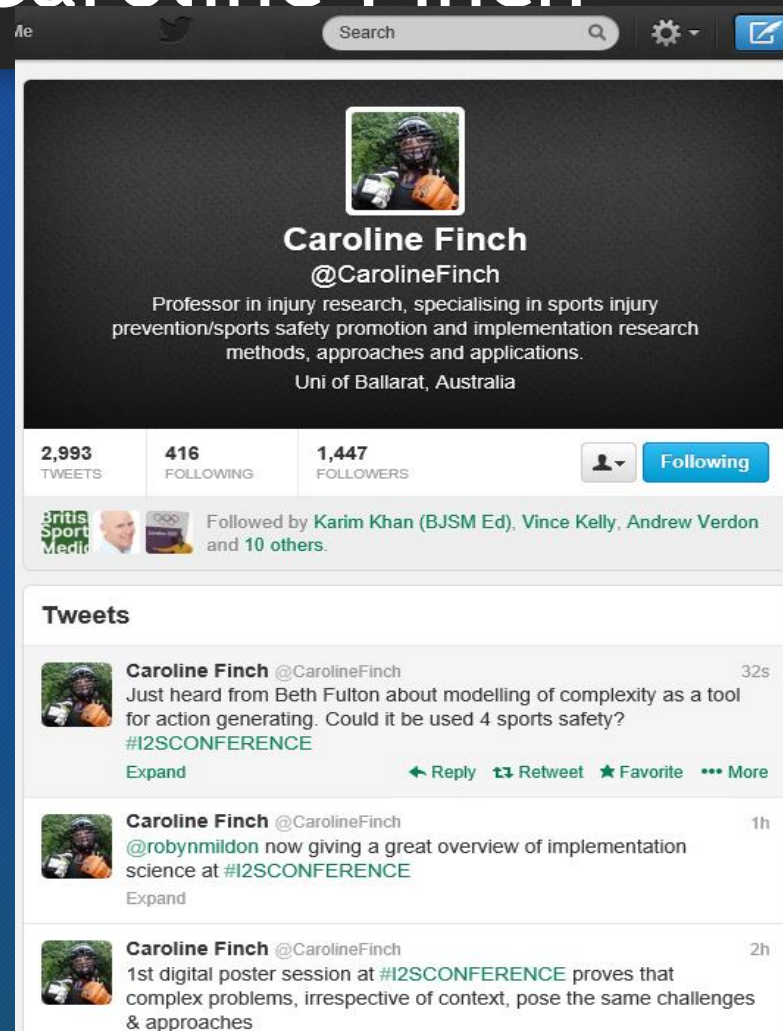 Caroline Finch
Me
Search
Caroline Finch
@CarolineFinch
Professor in injury research, specialising in sports injury
prevention/sports safety promotion and implementation research
methods, approaches and applications.
Uni of Ballarat, Australia
2,993
TWEETS
416
FOLLOWING
1,447
FOLLOWERS
Following
Followed by Karim Khan (BJSM Ed), Vince Kelly, Andrew Verdon
and 10 others.
Tweets
Caroline Finch @CarolineFinch 32s
Just heard from Beth Fulton about modelling of complexity as a tool
for action generating. Could it be used 4 sports safety?
#I2SCONFERENCE
Expand Reply Retweet Favorite More
Caroline Finch @CarolineFinch 1h
@robynmildon now giving a great overview of implementation
science at #I2SCONFERENCE
Expand
Caroline Finch @CarolineFinch 2h
1st digital poster session at #I2SCONFERENCE proves that
complex problems, irrespective of context, pose the same challenges
& approaches